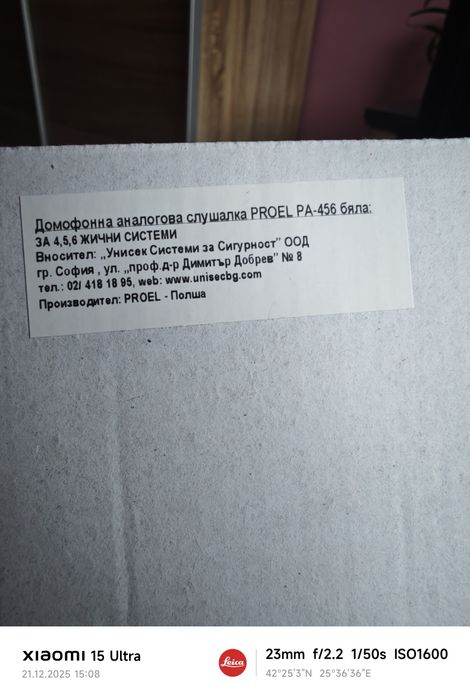 Домофонна аналогова слушалка PROEL PA-456 бяла:
ЗА 4,5,6 ЖИЧНИ СИСТЕМИ
Вносител: „Унисек Системи за Сигурност” ООД
гр. София , ул. „проф.д-р Димитър Добрев” № 8
тел.: 02/ 418 18 95, web: www.unisecbg.com
Производител: PROEL - Полша
XIAOMI 15 Ultra
21.12.2025 15:08
Leica
23mm f/2.2 1/50s ISO1600
42°25'3"N 25°36'36"E